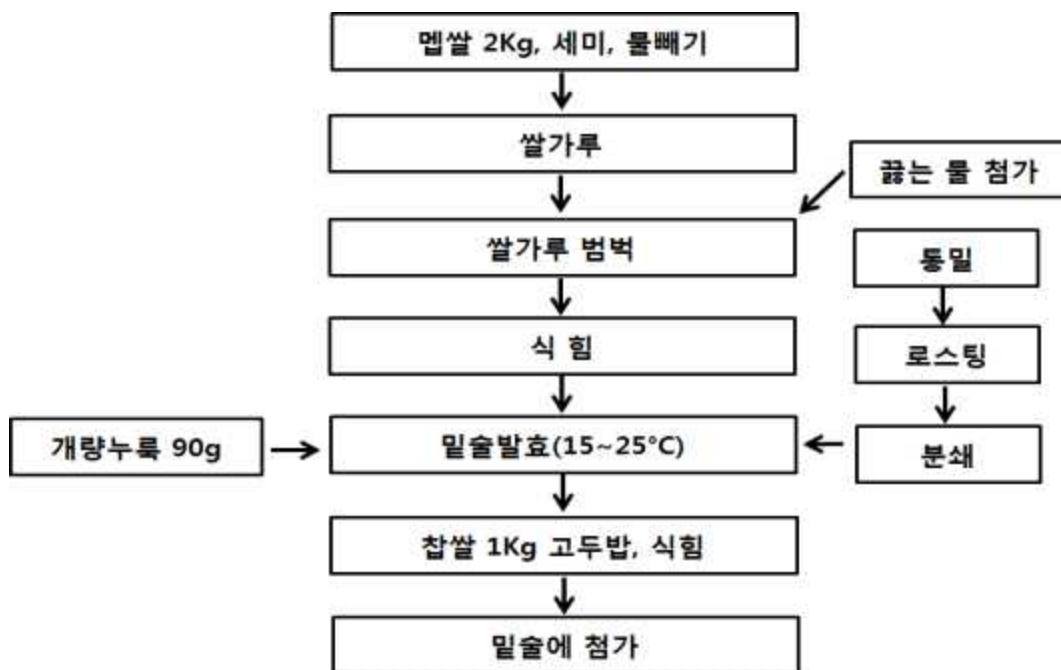 멥쌀 2Kg, 세미, 물빼기
쌀가루
끓는 물 첨가
쌀가루 범벅
통밀
식 힘
로스팅
개량누룩 90g
밑술발효(15~25°C)
분쇄
찹쌀 1Kg 고두밥, 식힘
밑술에 첨가